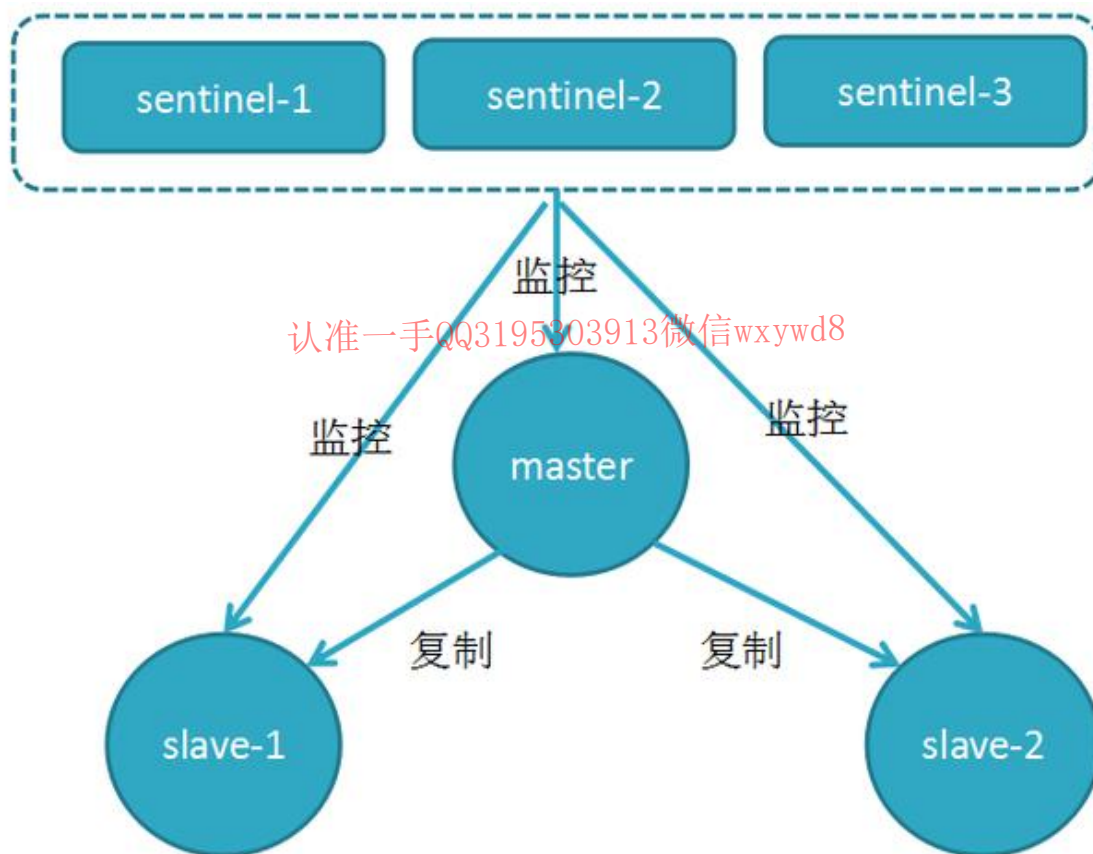 sentinel-1
sentinel-2
sentinel-3
监控
认准一手QQ3195303913微信wxywd8
监控
监控
master
复制
复制
slave-1
slave-2